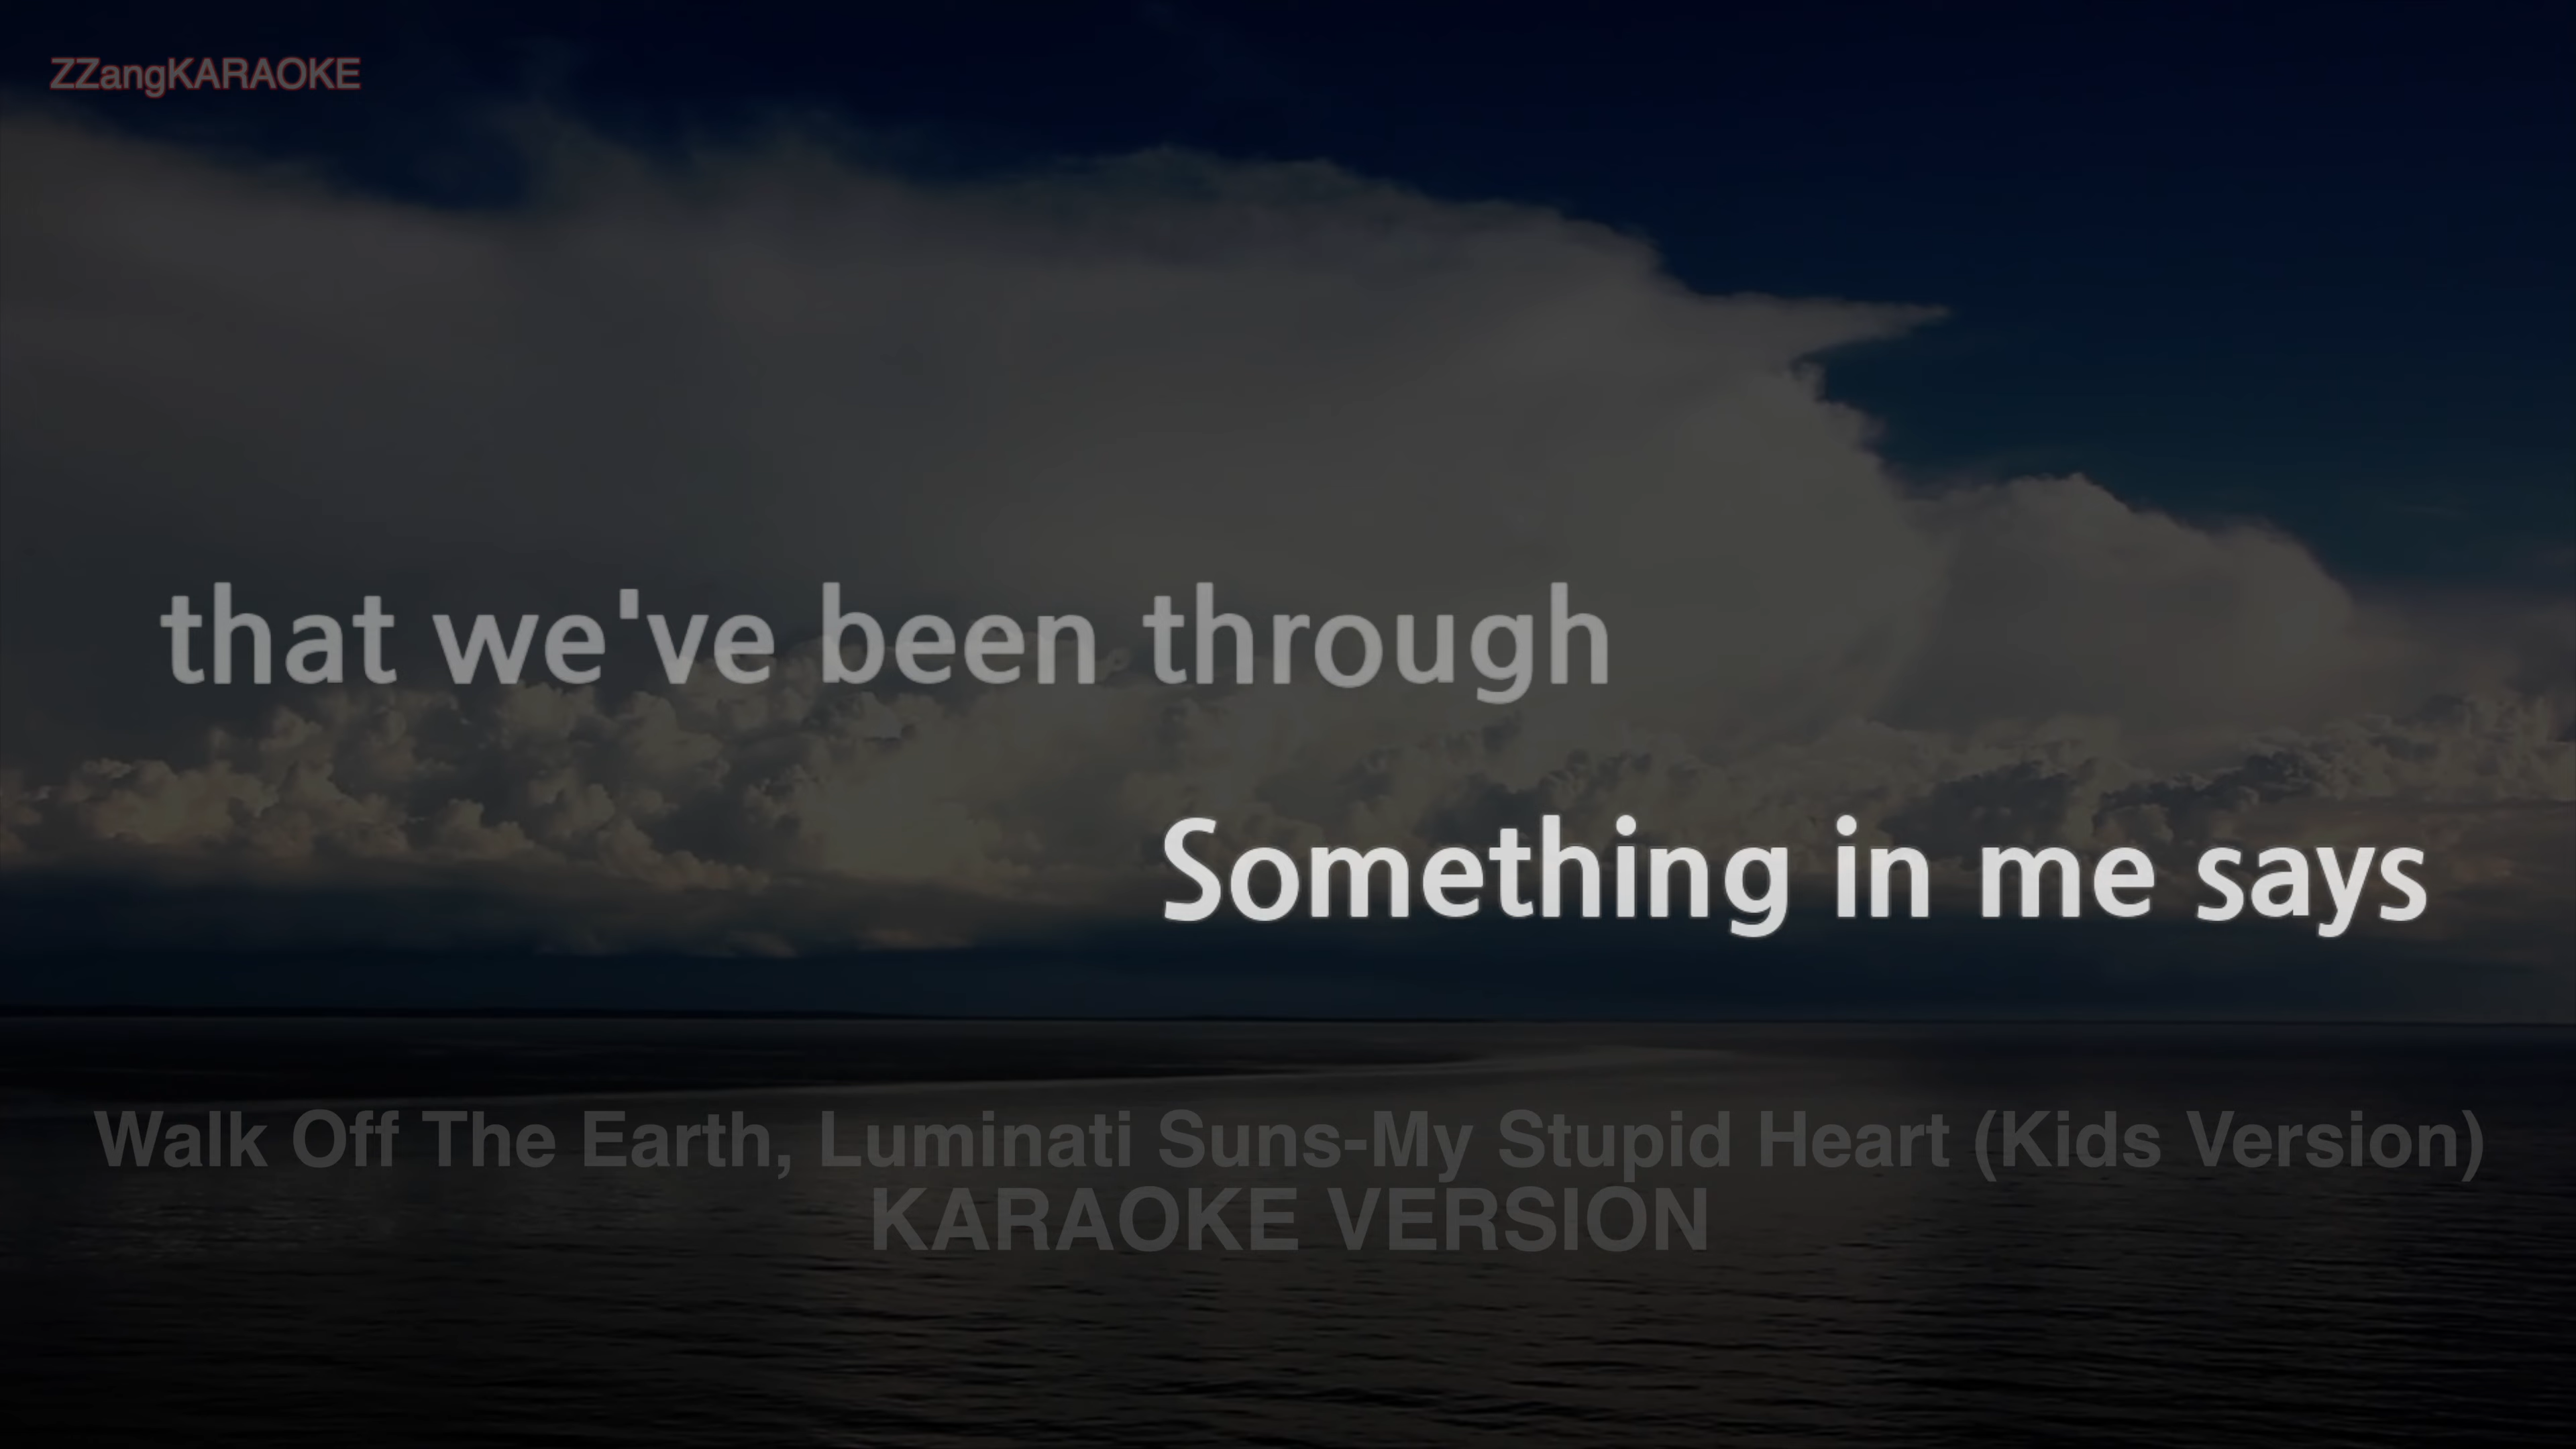 ZZangKARAOKE
that we've been through
Something in me says
Walk Off The Earth, Luminati Suns-My Stupid Heart (Kids Version)
KARAOKE VERSION